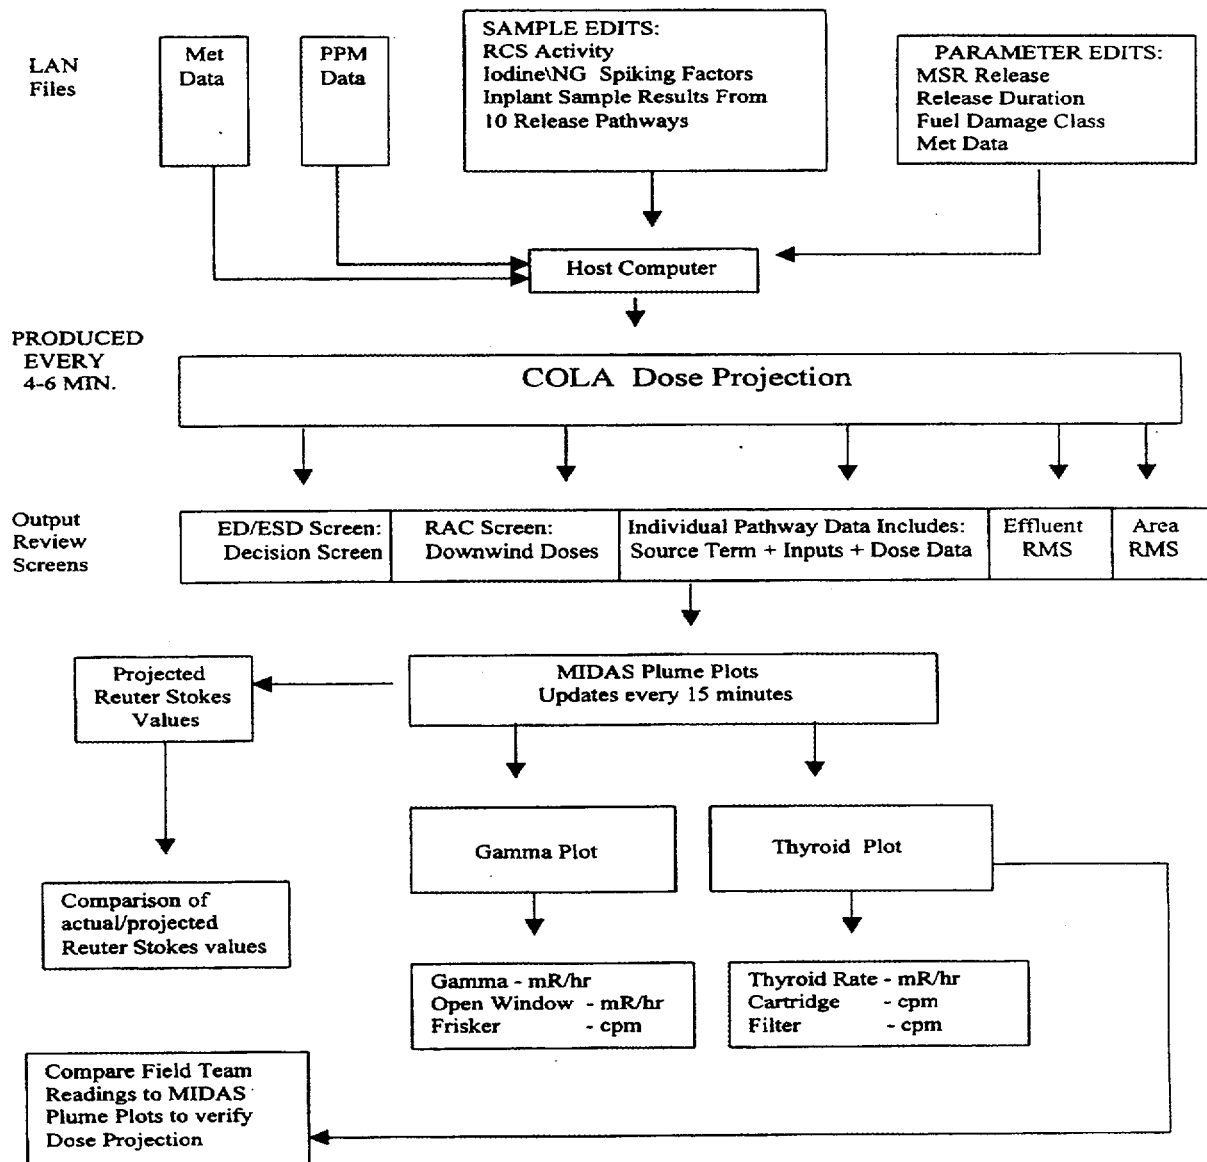 LAN
Files
Met
Data
PPM
Data
SAMPLE EDITS:
RCS Activity
Iodine\NG Spiking Factors
Inplant Sample Results From
10 Release Pathways
PARAMETER EDITS:
MSR Release
Release Duration
Fuel Damage Class
Met Data
Host Computer
PRODUCED
EVERY
4-6 MIN.
COLA Dose Projection
Output
Review
Screens
ED/ESD Screen:
Decision Screen
RAC Screen:
Downwind Doses
Individual Pathway Data Includes:
Source Term + Inputs + Dose Data
Effluent
RMS
Area
RMS
Projected
Reuter Stokes
Values
MIDAS Plume Plots
Updates every 15 minutes
Gamma Plot
Thyroid Plot
Comparison of
actual/projected
Reuter Stokes values
Gamma - mR/hr
Open Window - mR/hr
Frisker - cpm
Thyroid Rate - mR/hr
Cartridge - cpm
Filter - cpm
Compare Field Team
Readings to MIDAS
Plume Plots to verify
Dose Projection